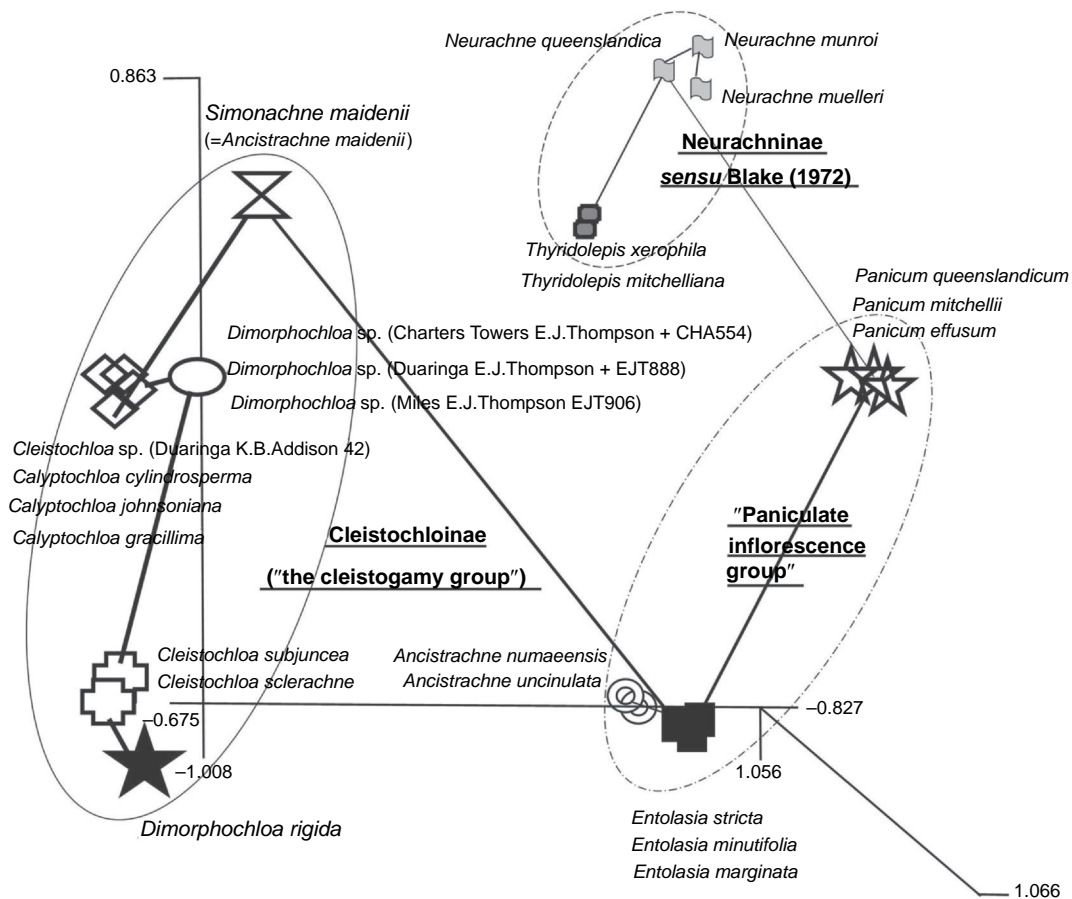 Neurachne queenslandica
Neurachne munroi
Neurachne muelleri
0.863
Simonachne maidenii
(=Ancistrachne maidenii)
Neurachninae
sensu Blake (1972)
Thyridolepis xerophila
Thyridolepis mitchelliana
Panicum queenslandicum
Panicum mitchellii
Panicum effusum
Dimorphochloa sp. (Charters Towers E.J.Thompson + CHA554)
Dimorphochloa sp. (Duaringa E.J.Thompson + EJT888)
Dimorphochloa sp. (Miles E.J.Thompson EJT906)
Cleistochloa sp. (Duaringa K.B.Addison 42)
Calyptochloa cylindrosperma
Calyptochloa johnsoniana
Calyptochloa gracillima
Cleistochloinae
("the cleistogamy group")
"Paniculate
inflorescence
group"
Cleistochloa subjuncea
Cleistochloa sclerachne
Ancistrachne numaeensis
Ancistrachne uncinulata
–0.675
–0.827
–1.008
1.056
Dimorphochloa rigida
Entolasia stricta
Entolasia minutifolia
Entolasia marginata
1.066